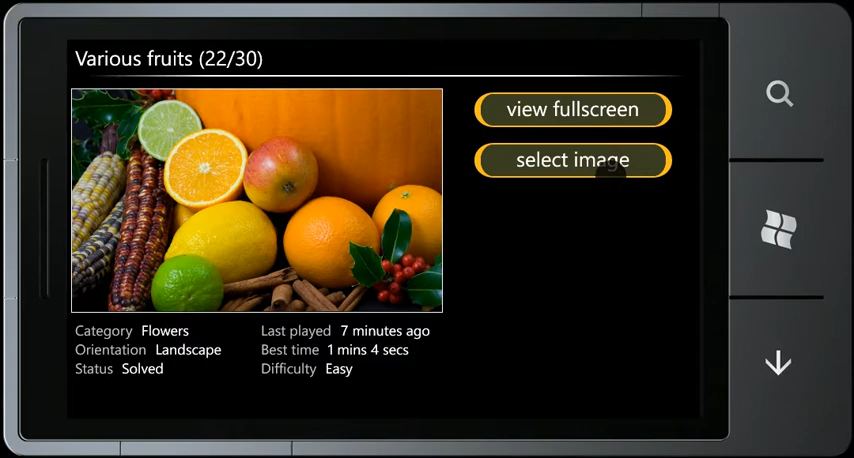 Various fruits (22/30)
view fullscreen
select image
Category Flowers
Orientation Landscape
Status Solved
Last played 7 minutes ago
Best time 1 mins 4 secs
Difficulty Easy